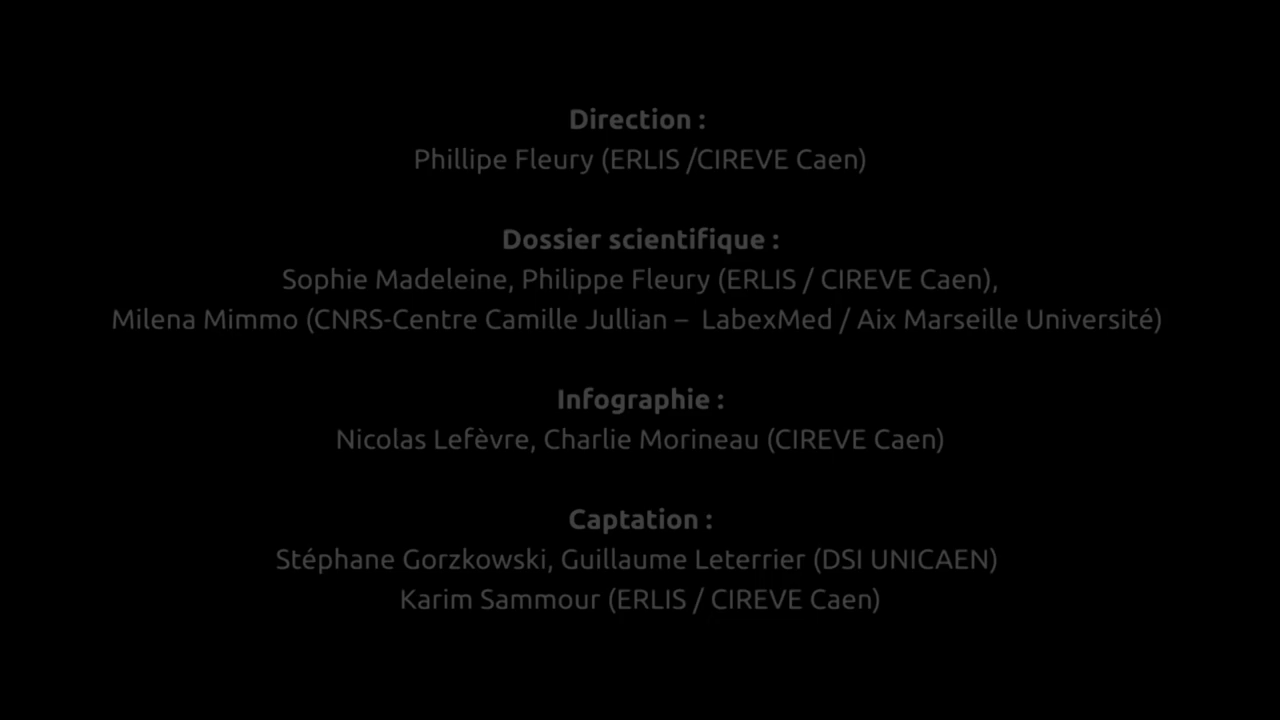 Direction :
Phillipe Fleury (ERLIS /CIREVE Caen)
Dossier scientifique :
Sophie Madeleine, Philippe Fleury (ERLIS / CIREVE Caen),
Milena Mimmo (CNRS-Centre Camille Jullian – LabexMed / Aix Marseille Université)
Infographie :
Nicolas Lefèvre, Charlie Morineau (CIREVE Caen)
Captation :
Stéphane Gorzkowski, Guillaume Leterrier (DSI UNICAEN)
Karim Sammour (ERLIS / CIREVE Caen)